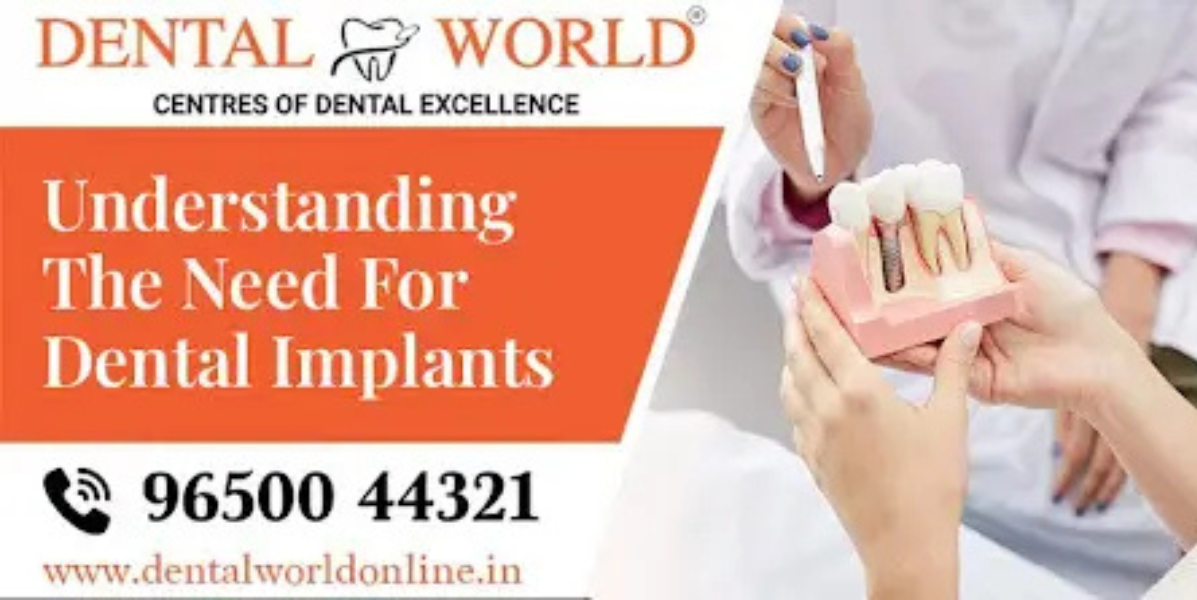 DENTAL WORLD®
CENTRES OF DENTAL EXCELLENCE
Understanding
The Need For
Dental Implants
96500 44321
www.dentalworldonline.in